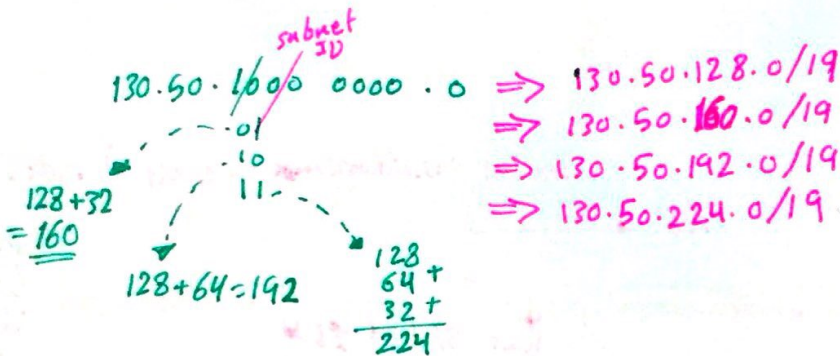 subnet
ID
130.50.1000 0000.0 ⇒ 130.50.128.0/19
01 ⇒ 130.50.160.0/19
10 ⇒ 130.50.192.0/19
11 ⇒ 130.50.224.0/19
128+32
=160
128+64=192
128
64+
32+
224